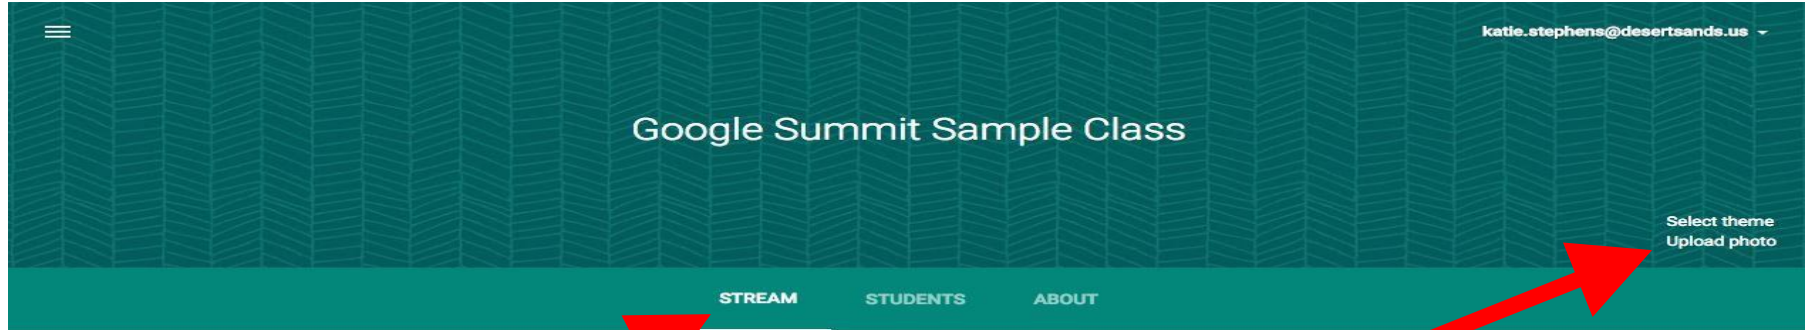 katie.stephens@desertsands.us
Google Summit Sample Class
Select theme
Upload photo
STREAM STUDENTS ABOUT